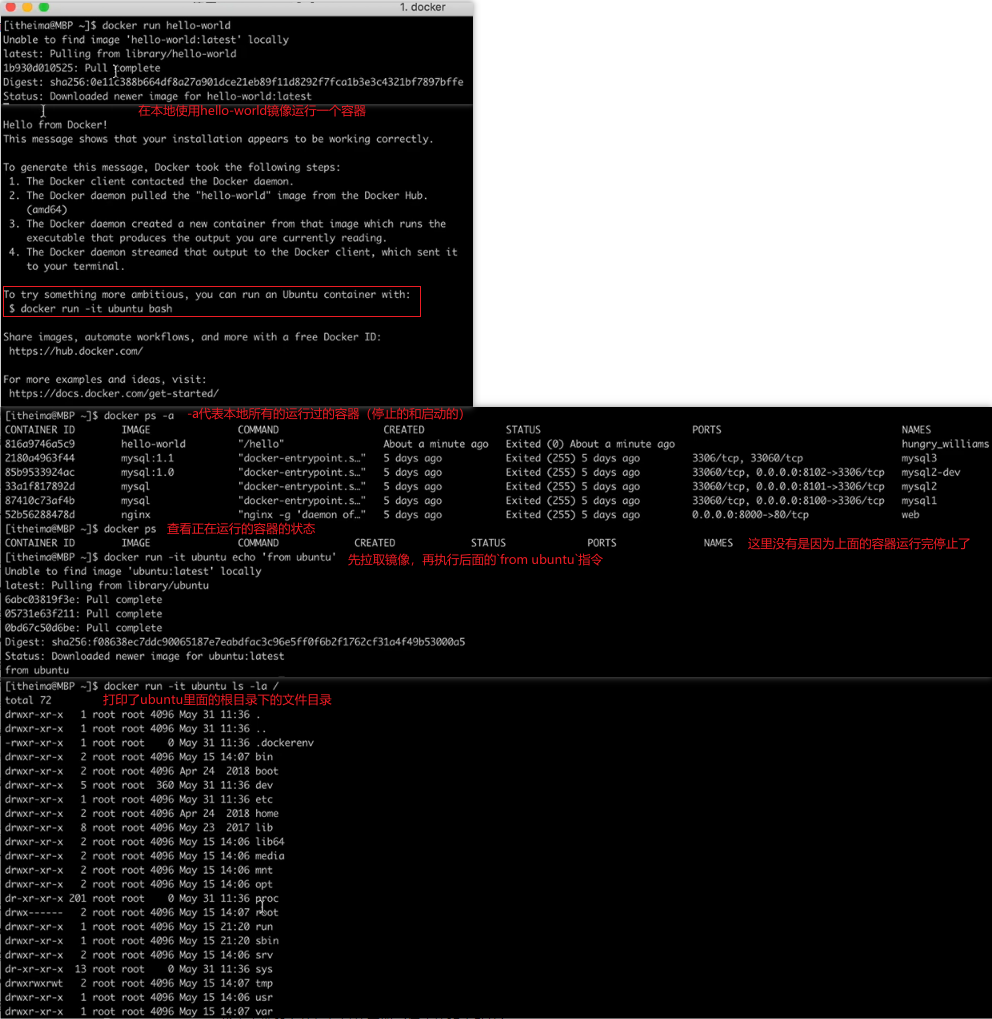 1. docker
[itheima@MBP ~]$ docker run hello-world
Unable to find image 'hello-world:latest' locally
latest: Pulling from library/hello-world
1b930d010525: Pull complete
Digest: sha256:0e11c388b664df8a27a901dce21eb89f11d8292f7fca1b3e3c4321bf7897bffe
Status: Downloaded newer image for hello-world:latest
在本地使用hello-world镜像运行一个容器
Hello from Docker!
This message shows that your installation appears to be working correctly.
To generate this message, Docker took the following steps:
1. The Docker client contacted the Docker daemon.
2. The Docker daemon pulled the "hello-world" image from the Docker Hub.
(amd64)
3. The Docker daemon created a new container from that image which runs the
executable that produces the output you are currently reading.
4. The Docker daemon streamed that output to the Docker client, which sent it
to your terminal.
To try something more ambitious, you can run an Ubuntu container with:
$ docker run -it ubuntu bash
Share images, automate workflows, and more with a free Docker ID:
https://hub.docker.com/
For more examples and ideas, visit:
https://docs.docker.com/get-started/
[itheima@MBP ~]$ docker ps -a -a代表本地所有的运行过的容器（停止的和启动的）
CONTAINER ID IMAGE COMMAND CREATED STATUS PORTS NAMES
816a9746a5c9 hello-world "/hello" About a minute ago Exited (0) About a minute ago hungry_williams
2180a4963f44 mysql:1.1 "docker-entrypoint.s…" 5 days ago Exited (255) 5 days ago 3306/tcp, 33060/tcp mysql3
85b9533924ac mysql:1.0 "docker-entrypoint.s…" 5 days ago Exited (255) 5 days ago 33060/tcp, 0.0.0.0:8102->3306/tcp mysql2-dev
33a1f817892d mysql "docker-entrypoint.s…" 5 days ago Exited (255) 5 days ago 33060/tcp, 0.0.0.0:8101->3306/tcp mysql2
87410c73af4b mysql "docker-entrypoint.s…" 5 days ago Exited (255) 5 days ago 33060/tcp, 0.0.0.0:8100->3306/tcp mysql1
52b56288478d nginx "nginx -g 'daemon of…" 5 days ago Exited (255) 5 days ago 0.0.0.0:8000->80/tcp web
[itheima@MBP ~]$ docker ps 查看正在运行的容器的状态
CONTAINER ID IMAGE COMMAND CREATED STATUS PORTS NAMES 这里没有是因为上面的容器运行完停止了
[itheima@MBP ~]$ docker run -it ubuntu echo 'from ubuntu' 先拉取镜像，再执行后面的`from ubuntu`指令
Unable to find image 'ubuntu:latest' locally
latest: Pulling from library/ubuntu
6abc03819f3e: Pull complete
05731e63f211: Pull complete
0bd67c50d6be: Pull complete
Digest: sha256:f08638ec7ddc90065187e7eabdfac3c96e5ff0f6b2f1762cf31a4f49b53000a5
Status: Downloaded newer image for ubuntu:latest
from ubuntu
[itheima@MBP ~]$ docker run -it ubuntu ls -la /
total 72 打印了ubuntu里面的根目录下的文件目录
drwxr-xr-x 1 root root 4096 May 31 11:36 .
drwxr-xr-x 1 root root 4096 May 31 11:36 ..
-rwxr-xr-x 1 root root 0 May 31 11:36 .dockerenv
drwxr-xr-x 2 root root 4096 May 15 14:07 bin
drwxr-xr-x 2 root root 4096 Apr 24 2018 boot
drwxr-xr-x 5 root root 360 May 31 11:36 dev
drwxr-xr-x 1 root root 4096 May 31 11:36 etc
drwxr-xr-x 2 root root 4096 Apr 24 2018 home
drwxr-xr-x 8 root root 4096 May 23 2017 lib
drwxr-xr-x 2 root root 4096 May 15 14:06 lib64
drwxr-xr-x 2 root root 4096 May 15 14:06 media
drwxr-xr-x 2 root root 4096 May 15 14:06 mnt
drwxr-xr-x 2 root root 4096 May 15 14:06 opt
dr-xr-xr-x 201 root root 0 May 31 11:36 proc
drwx------ 2 root root 4096 May 15 14:07 root
drwxr-xr-x 1 root root 4096 May 15 21:20 run
drwxr-xr-x 1 root root 4096 May 15 21:20 sbin
drwxr-xr-x 2 root root 4096 May 15 14:06 srv
dr-xr-xr-x 13 root root 0 May 31 11:36 sys
drwxrwxrwt 2 root root 4096 May 15 14:07 tmp
drwxr-xr-x 1 root root 4096 May 15 14:06 usr
drwxr-xr-x 1 root root 4096 May 15 14:07 var